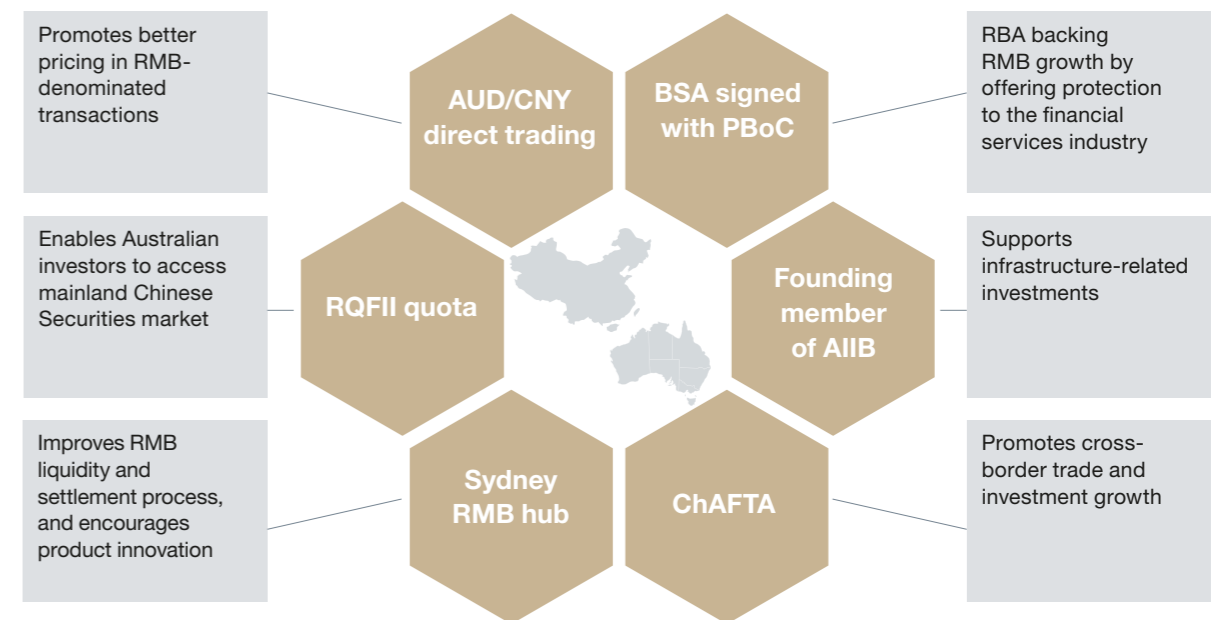 Promotes better
pricing in RMB-
denominated
transactions
AUD/CNY
direct trading
BSA signed
with PBoC
RBA backing
RMB growth by
offering protection
to the financial
services industry
Enables Australian
investors to access
mainland Chinese
Securities market
RQFII quota
Founding
member
of AIIB
Supports
infrastructure-related
investments
Improves RMB
liquidity and
settlement process,
and encourages
product innovation
Sydney
RMB hub
ChAFTA
Promotes cross-
border trade and
investment growth